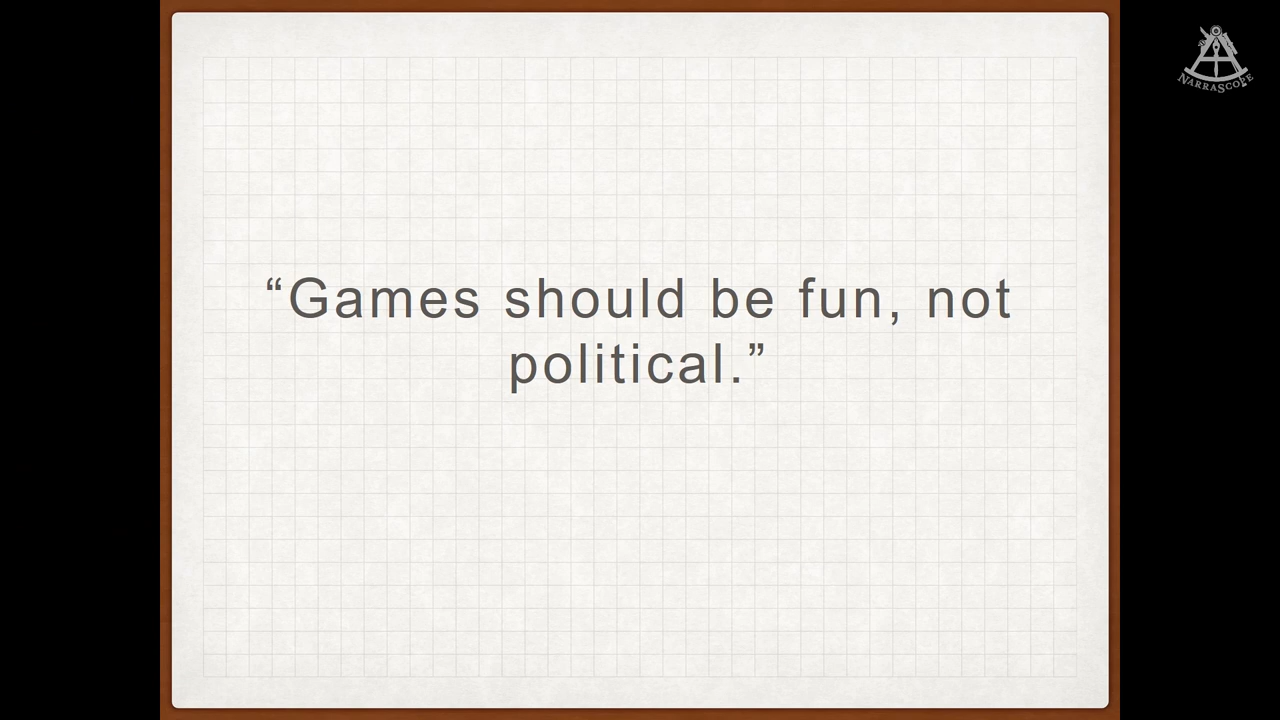 NARRASCOPE
“Games should be fun, not
political.”